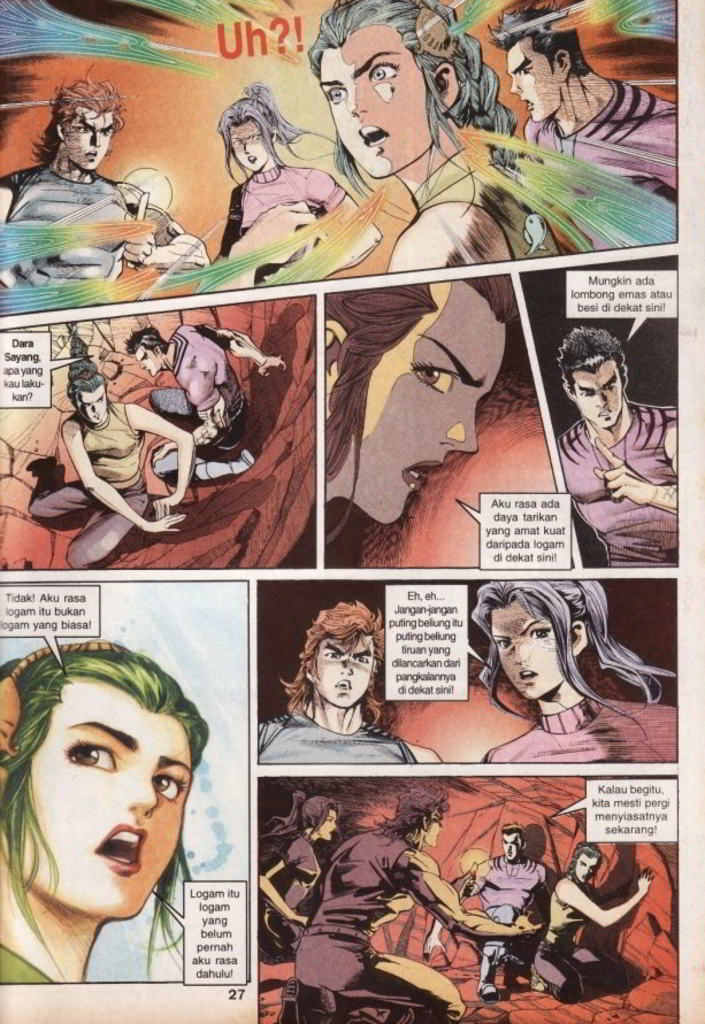 Uh?!
Dara
Sayang,
apa yang
kau laku-
kan?
Aku rasa ada
daya tarikan
yang amat kuat
daripada logam
di dekat sini!
Mungkin ada
lombong emas atau
besi di dekat sini!
Tidak! Aku rasa
logam itu bukan
logam yang biasa!
Logam itu
logam
yang
belum
pernah
aku rasa
dahulu!
Eh, eh...
Jangan-jangan
puting beliung itu
puting beliung
tiruan yang
dilancarkan dari
pangkalannya
di dekat sini!
Kalau begitu,
kita mesti pergi
menyiasatnya
sekarang!
27